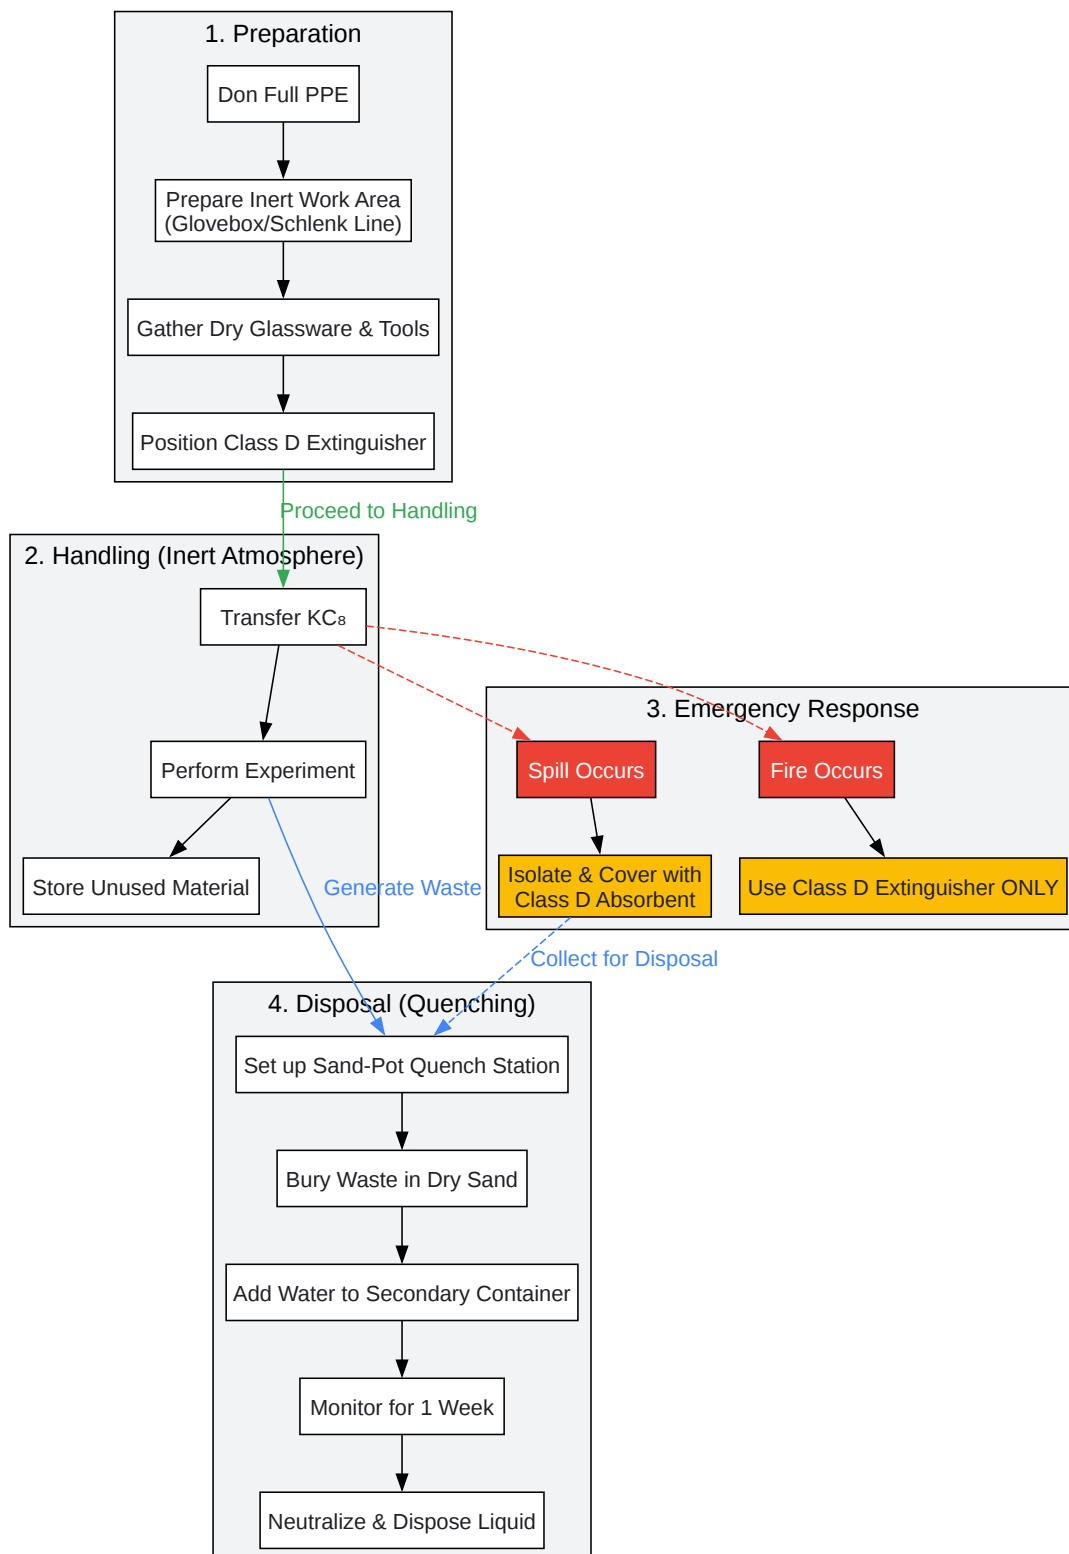 1. Preparation
Don Full PPE
Prepare Inert Work Area
(Glovebox/Schlenk Line)
Gather Dry Glassware & Tools
Position Class D Extinguisher
Proceed to Handling
2. Handling (Inert Atmosphere)
Transfer KC₈
Perform Experiment
Store Unused Material
Generate Waste
3. Emergency Response
Spill Occurs
Fire Occurs
Isolate & Cover with
Class D Absorbent
Use Class D Extinguisher ONLY
Collect for Disposal
4. Disposal (Quenching)
Set up Sand-Pot Quench Station
Bury Waste in Dry Sand
Add Water to Secondary Container
Monitor for 1 Week
Neutralize & Dispose Liquid